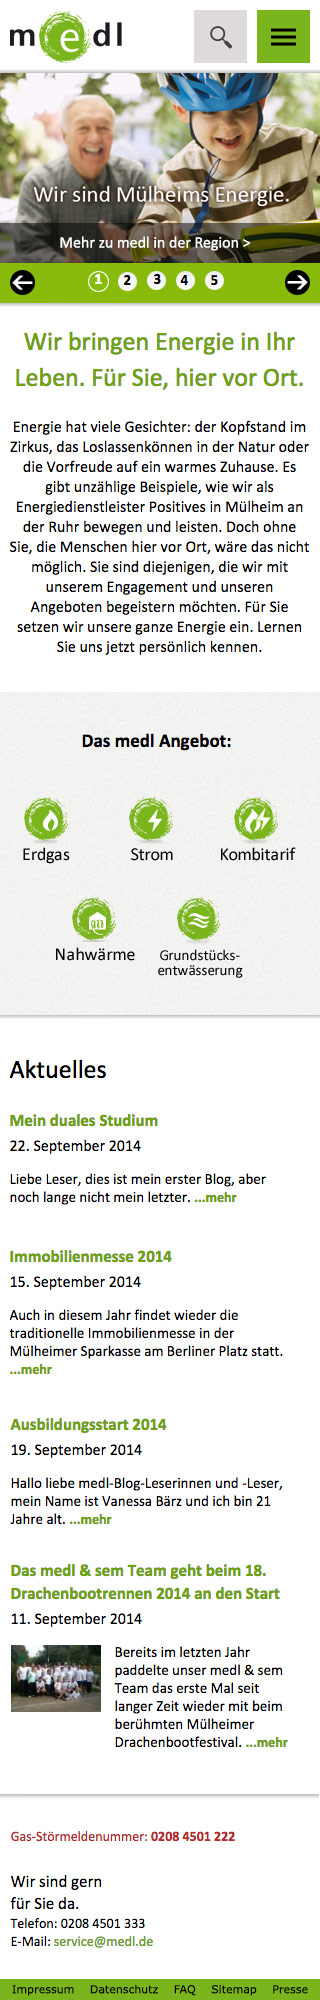 medl
Wir sind Mülheims Energie.
Mehr zu medl in der Region >
1 2 3 4 5
Wir bringen Energie in Ihr
Leben. Für Sie, hier vor Ort.
Energie hat viele Gesichter: der Kopfstand im
Zirkus, das Loslassenkönnen in der Natur oder
die Vorfreude auf ein warmes Zuhause. Es
gibt unzählige Beispiele, wie wir als
Energiedienstleister Positives in Mülheim an
der Ruhr bewegen und leisten. Doch ohne
Sie, die Menschen hier vor Ort, wäre das nicht
möglich. Sie sind diejenigen, die wir mit
unserem Engagement und unseren
Angeboten begeistern möchten. Für Sie
setzen wir unsere ganze Energie ein. Lernen
Sie uns jetzt persönlich kennen.
Das medl Angebot:
Erdgas Strom Kombitarif
Nahwärme Grundstücks-
entwässerung
Aktuelles
Mein duales Studium
22. September 2014
Liebe Leser, dies ist mein erster Blog, aber
noch lange nicht mein letzter. ...mehr
Immobilienmesse 2014
15. September 2014
Auch in diesem Jahr findet wieder die
traditionelle Immobilienmesse in der
Mülheimer Sparkasse am Berliner Platz statt.
...mehr
Ausbildungsstart 2014
19. September 2014
Hallo liebe medl-Blog-Leserinnen und -Leser,
mein Name ist Vanessa Bärz und ich bin 21
Jahre alt. ...mehr
Das medl & sem Team geht beim 18.
Drachenbootrennen 2014 an den Start
11. September 2014
Bereits im letzten Jahr
paddelte unser medl & sem
Team das erste Mal seit
langer Zeit wieder mit beim
berühmten Mülheimer
Drachenbootfestival. ...mehr
Gas-Störmeldenummer: 0208 4501 222
Wir sind gern
für Sie da.
Telefon: 0208 4501 333
E-Mail: service@medl.de
Impressum Datenschutz FAQ Sitemap Presse